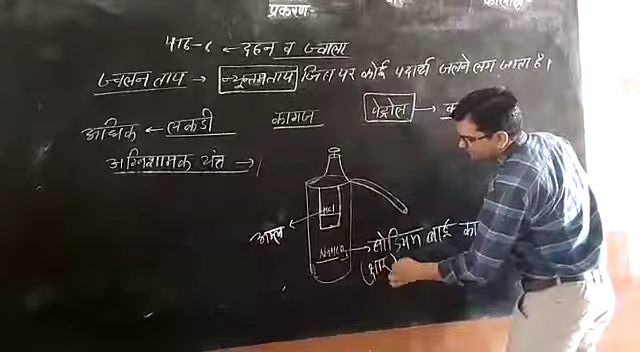 प्रकरण-
पाठ-6 ← दहन व ज्वाला
ज्वलन ताप → न्यूनतम ताप जिस पर कोई पदार्थ जलने लग जाता है।
अधिक ← लकडी कागज पेट्रोल →
अग्निशामक यंत्र →
HCl
अम्ल ← NaHCO₃ → सोडियम बाई का
(क्षार)